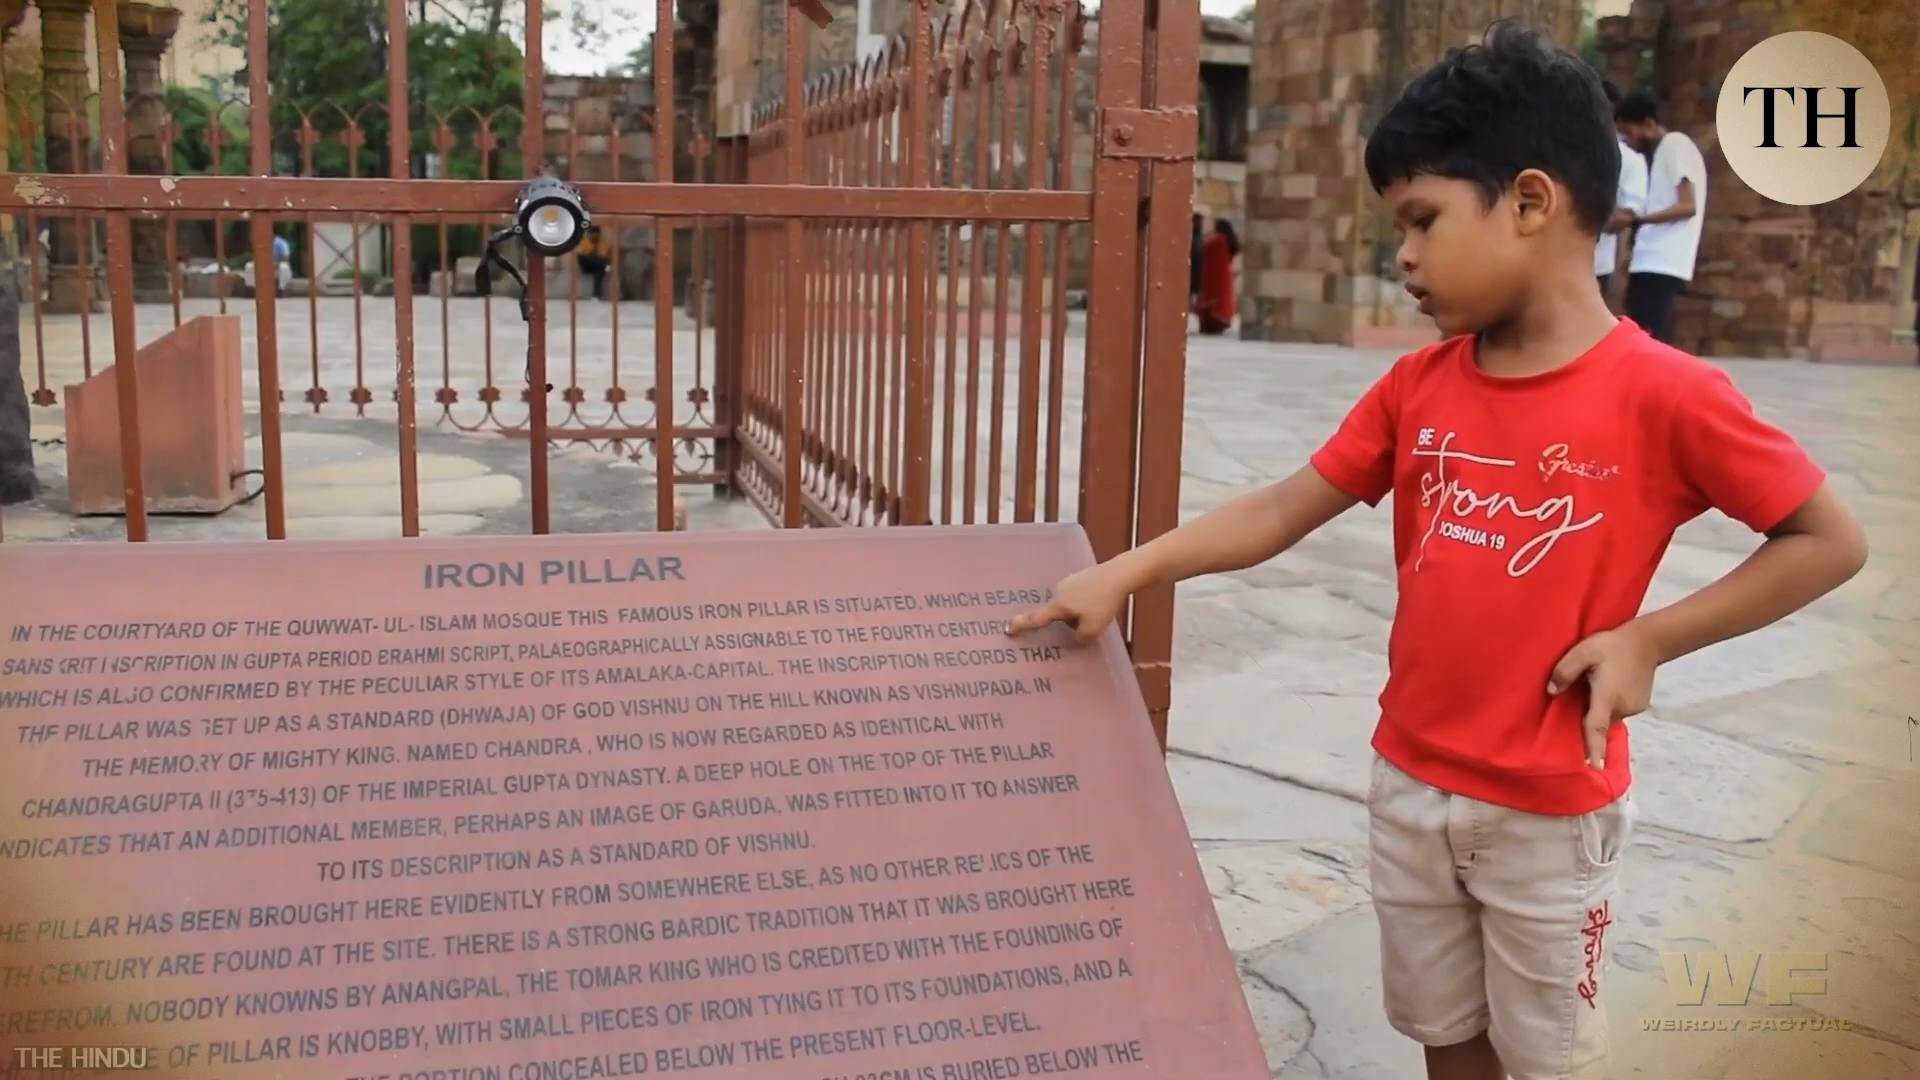 TH
IRON PILLAR
IN THE COURTYARD OF THE QUWWAT- UL- ISLAM MOSQUE THIS FAMOUS IRON PILLAR IS SITUATED, WHICH BEARS A
SANSKRIT INSCRIPTION IN GUPTA PERIOD BRAHMI SCRIPT, PALAEOGRAPHICALLY ASSIGNABLE TO THE FOURTH CENTURY
WHICH IS ALSO CONFIRMED BY THE PECULIAR STYLE OF ITS AMALAKA-CAPITAL. THE INSCRIPTION RECORDS THAT
THE PILLAR WAS SET UP AS A STANDARD (DHWAJA) OF GOD VISHNU ON THE HILL KNOWN AS VISHNUPADA, IN
THE MEMORY OF MIGHTY KING. NAMED CHANDRA , WHO IS NOW REGARDED AS IDENTICAL WITH
CHANDRAGUPTA II (375-413) OF THE IMPERIAL GUPTA DYNASTY. A DEEP HOLE ON THE TOP OF THE PILLAR
NDICATES THAT AN ADDITIONAL MEMBER, PERHAPS AN IMAGE OF GARUDA, WAS FITTED INTO IT TO ANSWER
TO ITS DESCRIPTION AS A STANDARD OF VISHNU.
HE PILLAR HAS BEEN BROUGHT HERE EVIDENTLY FROM SOMEWHERE ELSE, AS NO OTHER RELICS OF THE
TH CENTURY ARE FOUND AT THE SITE. THERE IS A STRONG BARDIC TRADITION THAT IT WAS BROUGHT HERE
EREFROM. NOBODY KNOWNS BY ANANGPAL, THE TOMAR KING WHO IS CREDITED WITH THE FOUNDING OF
E OF PILLAR IS KNOBBY, WITH SMALL PIECES OF IRON TYING IT TO ITS FOUNDATIONS, AND A
THE PORTION CONCEALED BELOW THE PRESENT FLOOR-LEVEL.
IS BURIED BELOW THE
BE
strong
JOSHUA 19
WF
WEIRDLY FACTUAL
THE HINDU